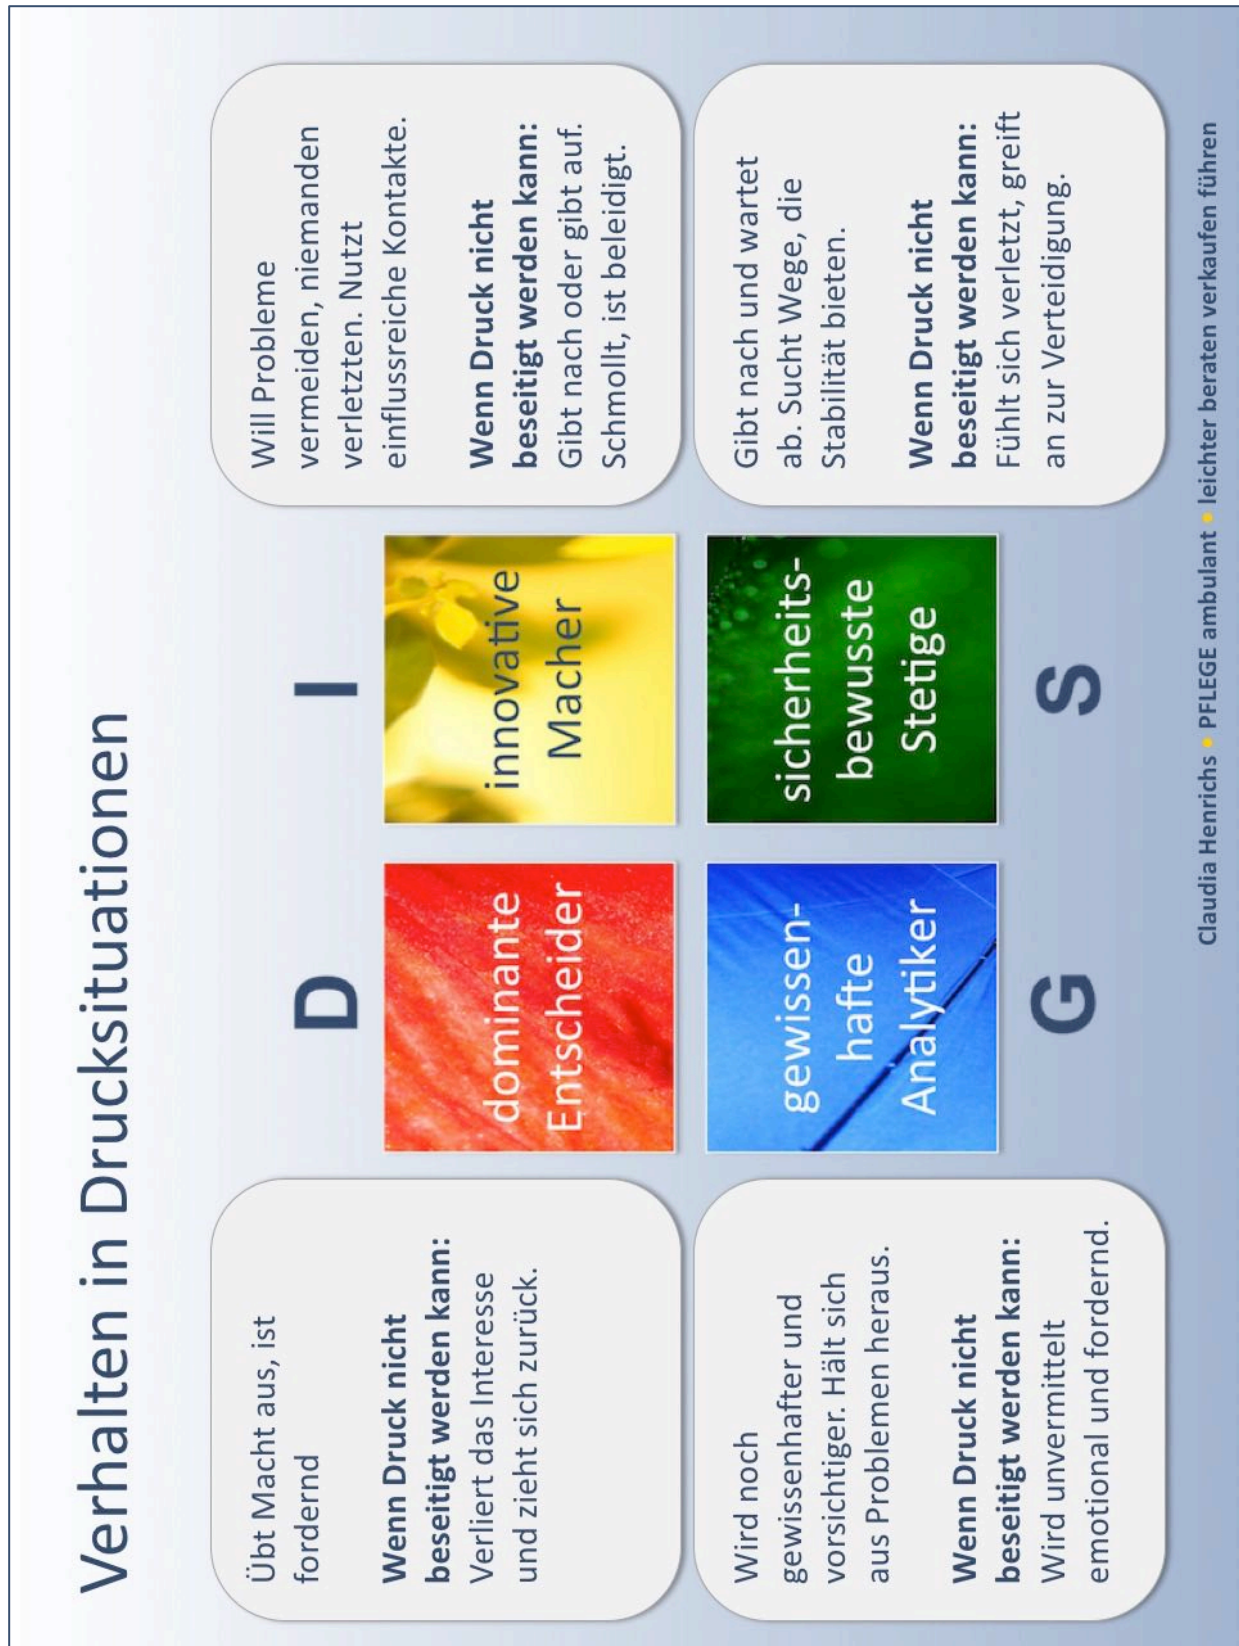 Verhalten in Drucksituationen
D
I
Übt Macht aus, ist
fordernd
Wenn Druck nicht
beseitigt werden kann:
Verliert das Interesse
und zieht sich zurück.
dominante
Entscheider
innovative
Macher
Will Probleme
vermeiden, niemanden
verletzten. Nutzt
einflussreiche Kontakte.
Wenn Druck nicht
beseitigt werden kann:
Gibt nach oder gibt auf.
Schmollt, ist beleidigt.
Wird noch
gewissenhafter und
vorsichtiger. Hält sich
aus Problemen heraus.
Wenn Druck nicht
beseitigt werden kann:
Wird unvermittelt
emotional und fordernd.
gewissen-
hafte
Analytiker
sicherheits-
bewusste
Stetige
Gibt nach und wartet
ab. Sucht Wege, die
Stabilität bieten.
Wenn Druck nicht
beseitigt werden kann:
Fühlt sich verletzt, greift
an zur Verteidigung.
G
S
Claudia Henrichs • PFLEGE ambulant • leichter beraten verkaufen führen